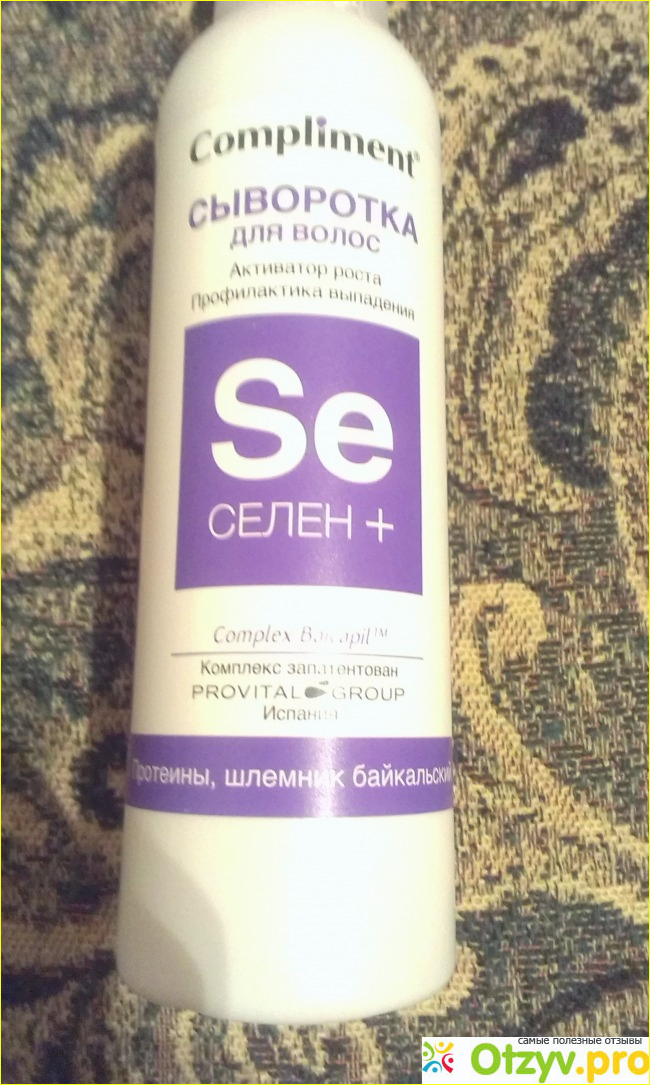 Compliment®
СЫВОРОТКА
ДЛЯ ВОЛОС
Активатор роста
Профилактика выпадения
Se
СЕЛЕН +
Complex Baicapil™
Комплекс запатентован
PROVITAL GROUP
Испания
Протеины, шлемник байкальский
самые полезные отзывы
Otzyv.pro